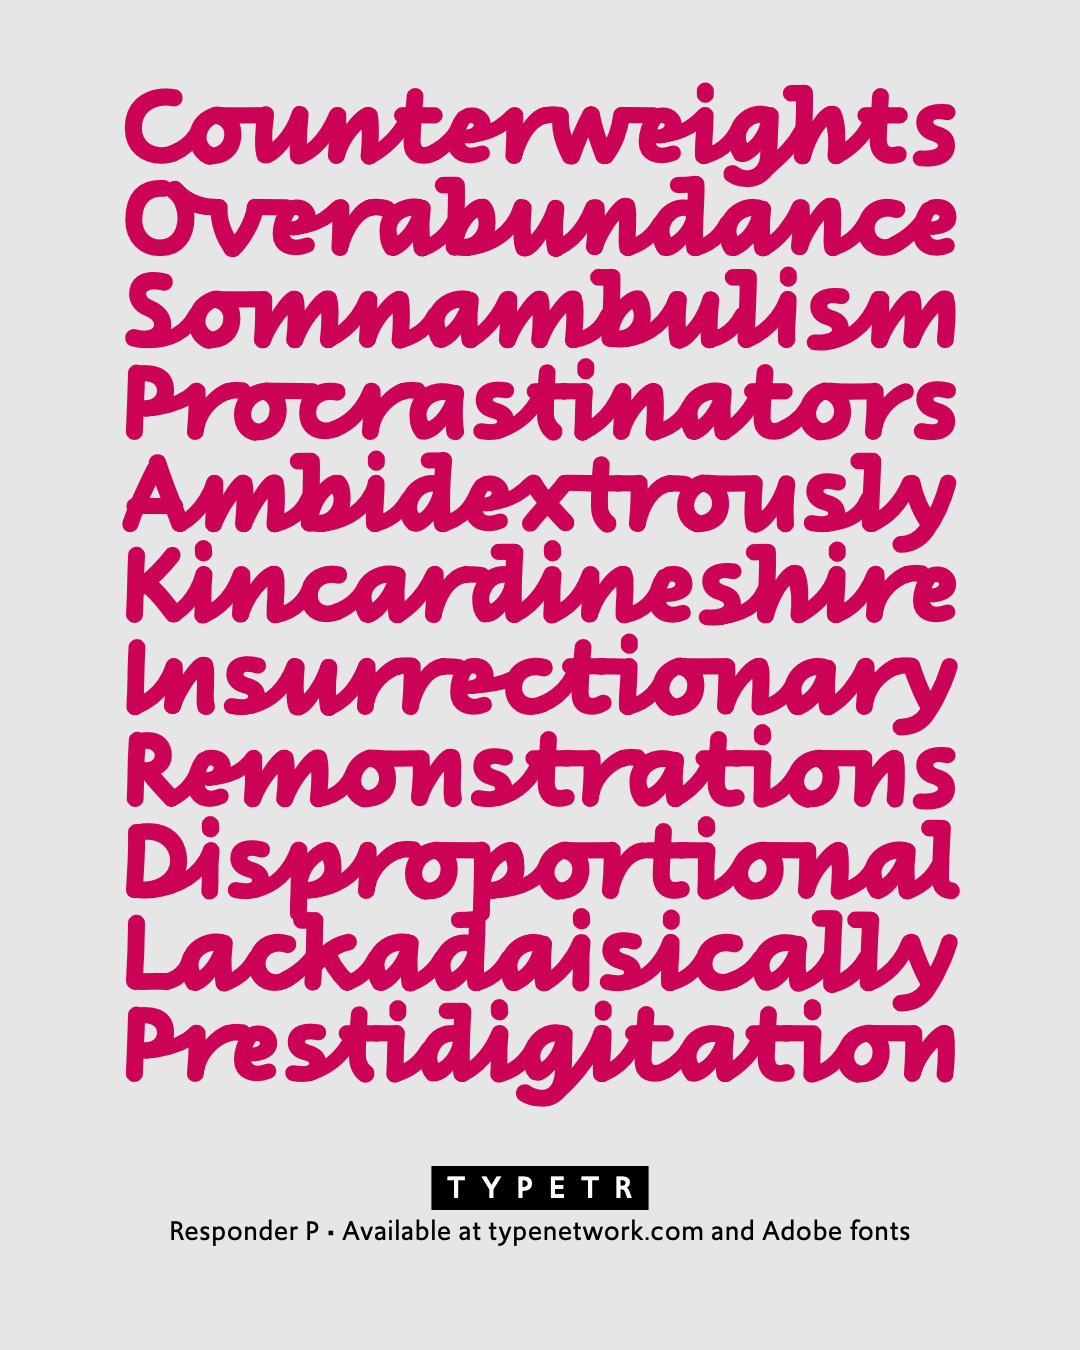 Counterweights
Overabundance
Somnambulism
Procrastinators
Ambidextrously
Kincardineshire
Insurrectionary
Remonstrations
Disproportional
Lackadaisically
Prestidigitation
TYPETR
Responder P • Available at typenetwork.com and Adobe fonts